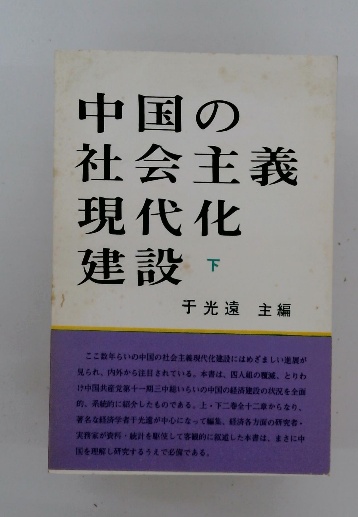 中国の
社会主義
現代化
建設 下
于光遠 主編
ここ数年らいの中国の社会主義現代化建設にはめざましい進展が
見られ、内外から注目されている。本書は、四人組の覆滅、とりわ
け中国共産党第十一期三中総いらいの中国の経済建設の状況を全面
的、系統的に紹介したものである。上・下二巻全十二章からなり、
著名な経済学者于光遠が中心になって編集。経済各方面の研究者・
実務家が資料・統計を駆使して客観的に叙述した本書は、まさに中
国を理解し研究するうえで必備である。